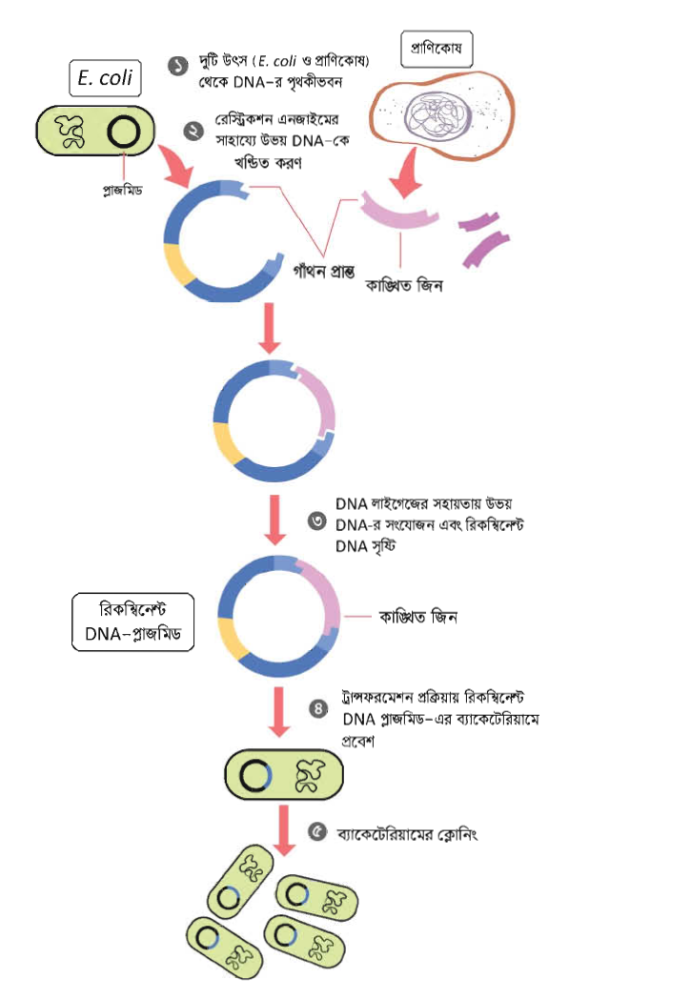 প্রাণিকোষ
১ দুটি উৎস (E. coli ও প্রাণিকোষ)
থেকে DNA-র পৃথকীভবন
E. coli
২ রেস্ট্রিকশন এনজাইমের
সাহায্যে উভয় DNA-কে
খন্ডিত করণ
প্লাজমিড
গাঁথন প্রান্ত
কাঙ্খিত জিন
৩ DNA লাইগেজের সহায়তায় উভয়
DNA-র সংযোজন এবং রিকম্বিনেন্ট
DNA সৃষ্টি
রিকম্বিনেন্ট
DNA-প্লাজমিড
কাঙ্খিত জিন
৪ ট্রান্সফরমেশন প্রক্রিয়ায় রিকম্বিনেন্ট
DNA প্লাজমিড-এর ব্যাকেটেরিয়ামে
প্রবেশ
৫ ব্যাকেটেরিয়ামের ক্লোনিং